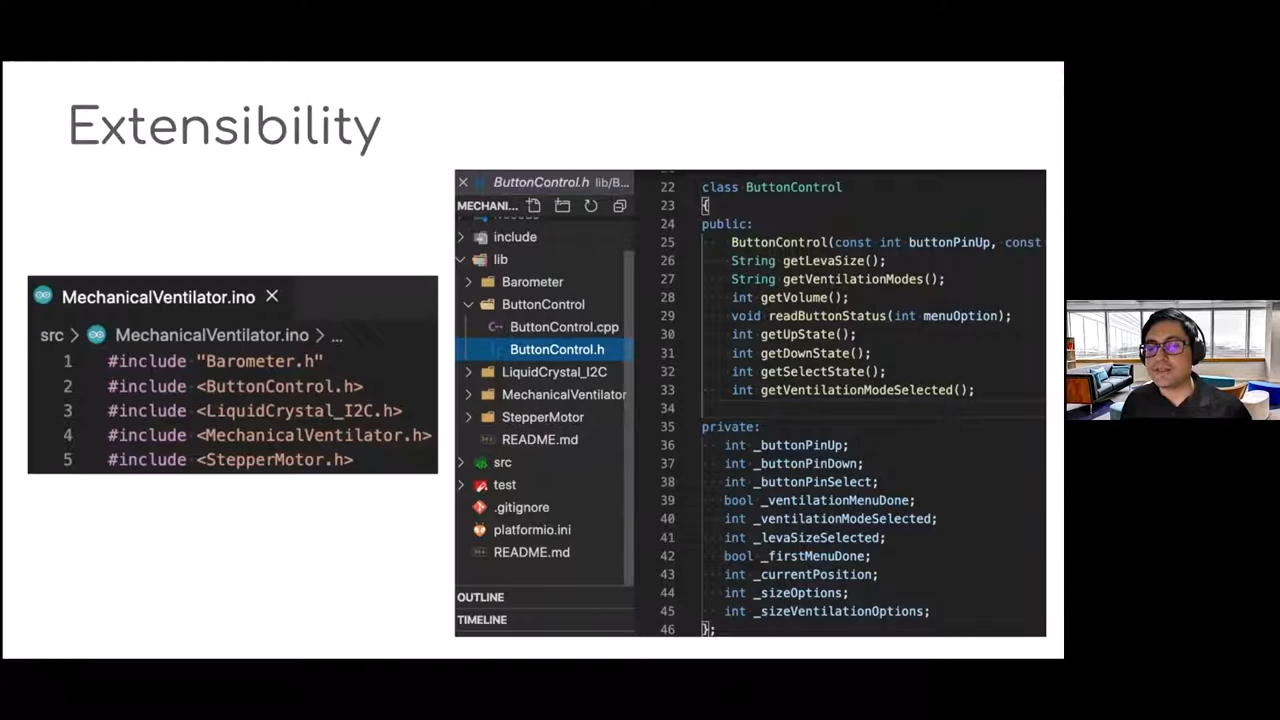 Extensibility
MechanicalVentilator.ino ×
src > MechanicalVentilator.ino > ...
1 #include "Barometer.h"
2 #include <ButtonControl.h>
3 #include <LiquidCrystal_I2C.h>
4 #include <MechanicalVentilator.h>
5 #include <StepperMotor.h>
ButtonControl.h lib/B...
MECHANI...
include
lib
Barometer
ButtonControl
ButtonControl.cpp
ButtonControl.h
LiquidCrystal_I2C
MechanicalVentilator
StepperMotor
README.md
src
test
.gitignore
platformio.ini
README.md
OUTLINE
TIMELINE
22 class ButtonControl
23 {
24 public:
25 ButtonControl(const int buttonPinUp, const
26 String getLevaSize();
27 String getVentilationModes();
28 int getVolume();
29 void readButtonStatus(int menuOption);
30 int getUpState();
31 int getDownState();
32 int getSelectState();
33 int getVentilationModeSelected();
34
35 private:
36 int _buttonPinUp;
37 int _buttonPinDown;
38 int _buttonPinSelect;
39 bool _ventilationMenuDone;
40 int _ventilationModeSelected;
41 int _levaSizeSelected;
42 bool _firstMenuDone;
43 int _currentPosition;
44 int _sizeOptions;
45 int _sizeVentilationOptions;
46 };